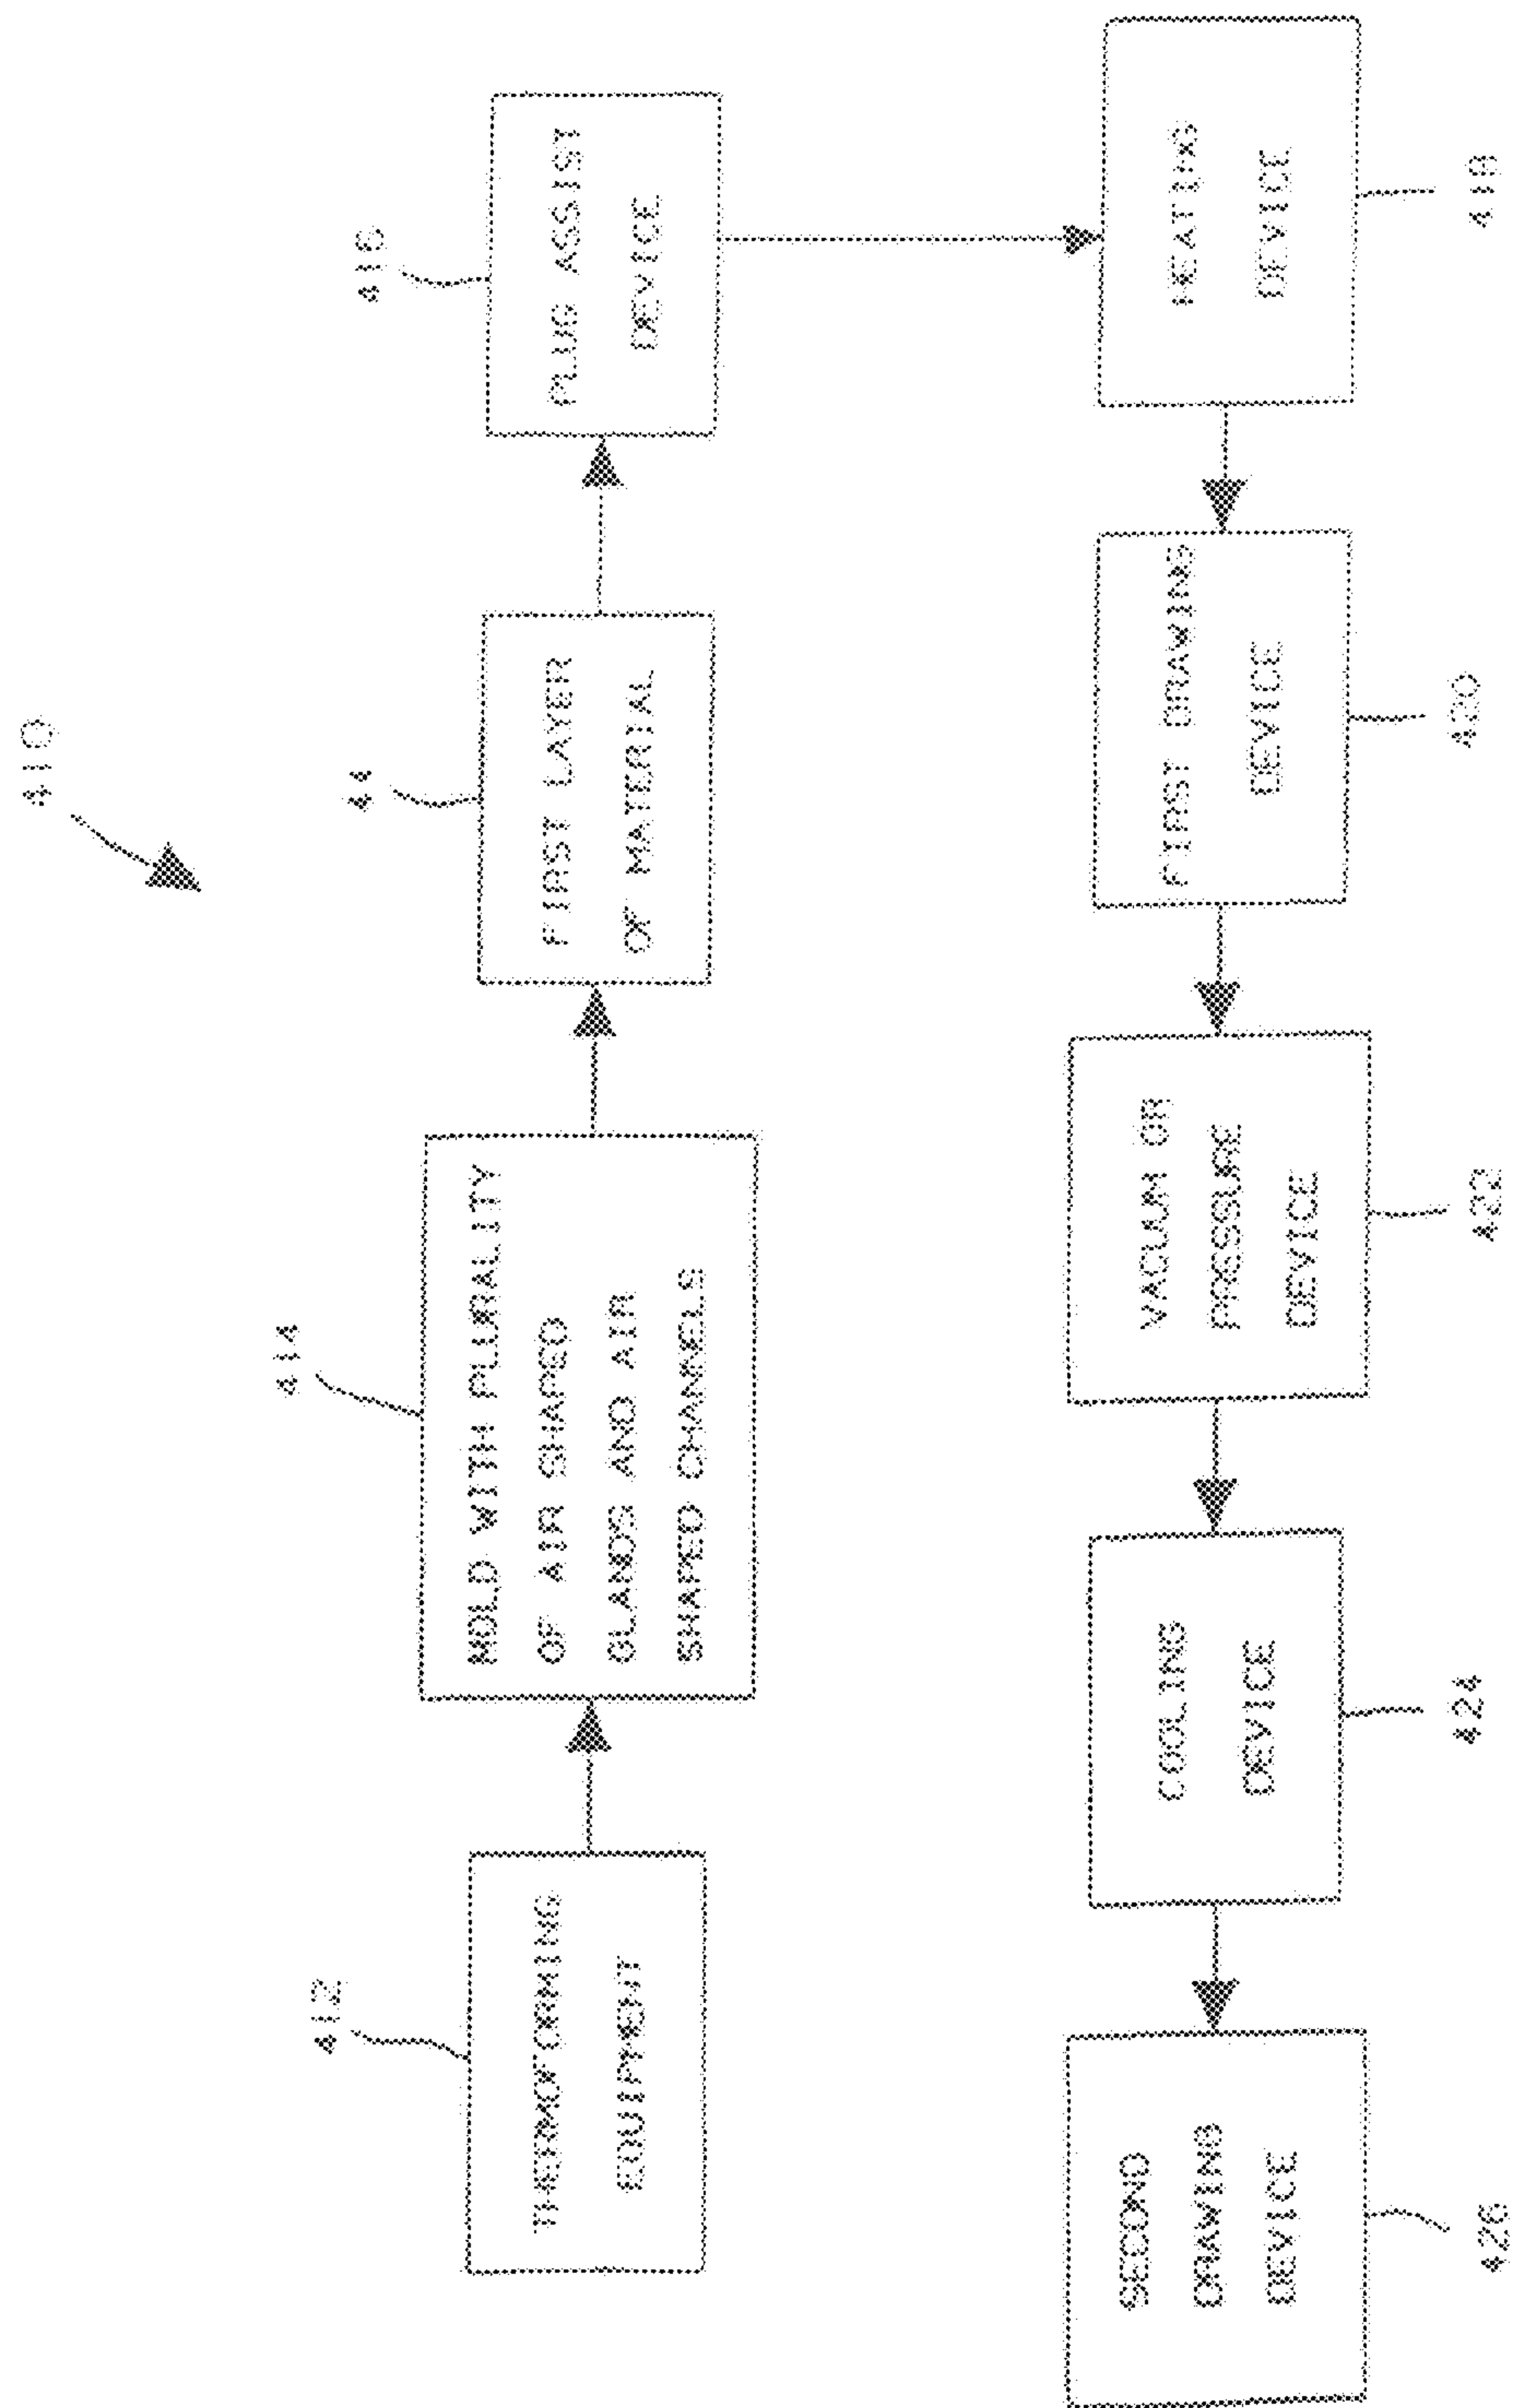 410
412
THERMOFORMING
EQUIPMENT
414
MOLD WITH PLURALITY
OF AIR SHAPED
GLANDS AND AIR
SHAPED CHANNELS
44
FIRST LAYER
OF MATERIAL
416
PLUG ASSIST
DEVICE
HEATING
DEVICE
418
FIRST DRAWING
DEVICE
420
VACUUM OR
PRESSURE
DEVICE
422
COOLING
DEVICE
424
SECOND
DRAWING
DEVICE
426